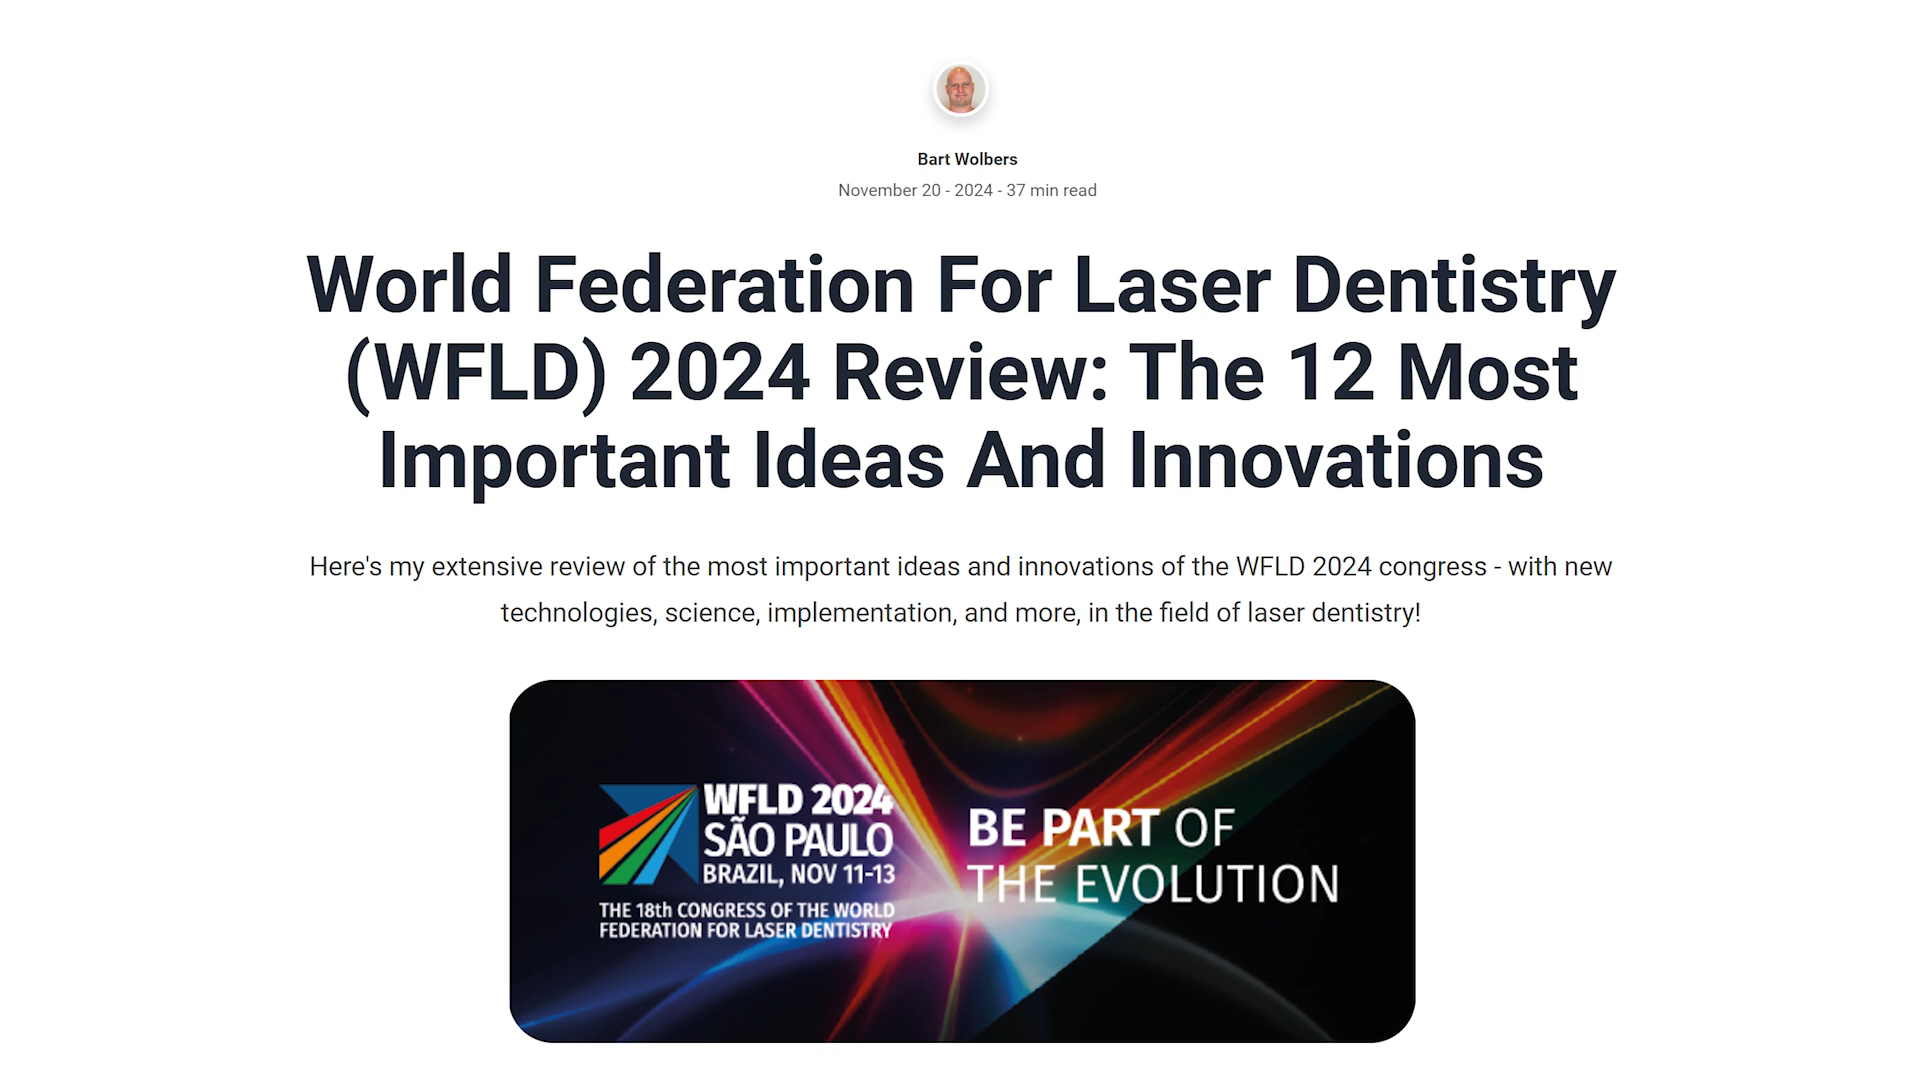 Bart Wolbers
November 20 - 2024 - 37 min read
World Federation For Laser Dentistry
(WFLD) 2024 Review: The 12 Most
Important Ideas And Innovations
Here's my extensive review of the most important ideas and innovations of the WFLD 2024 congress - with new
technologies, science, implementation, and more, in the field of laser dentistry!
WFLD 2024
SÃO PAULO
BRAZIL, NOV 11-13
THE 18th CONGRESS OF THE WORLD
FEDERATION FOR LASER DENTISTRY
BE PART OF
THE EVOLUTION